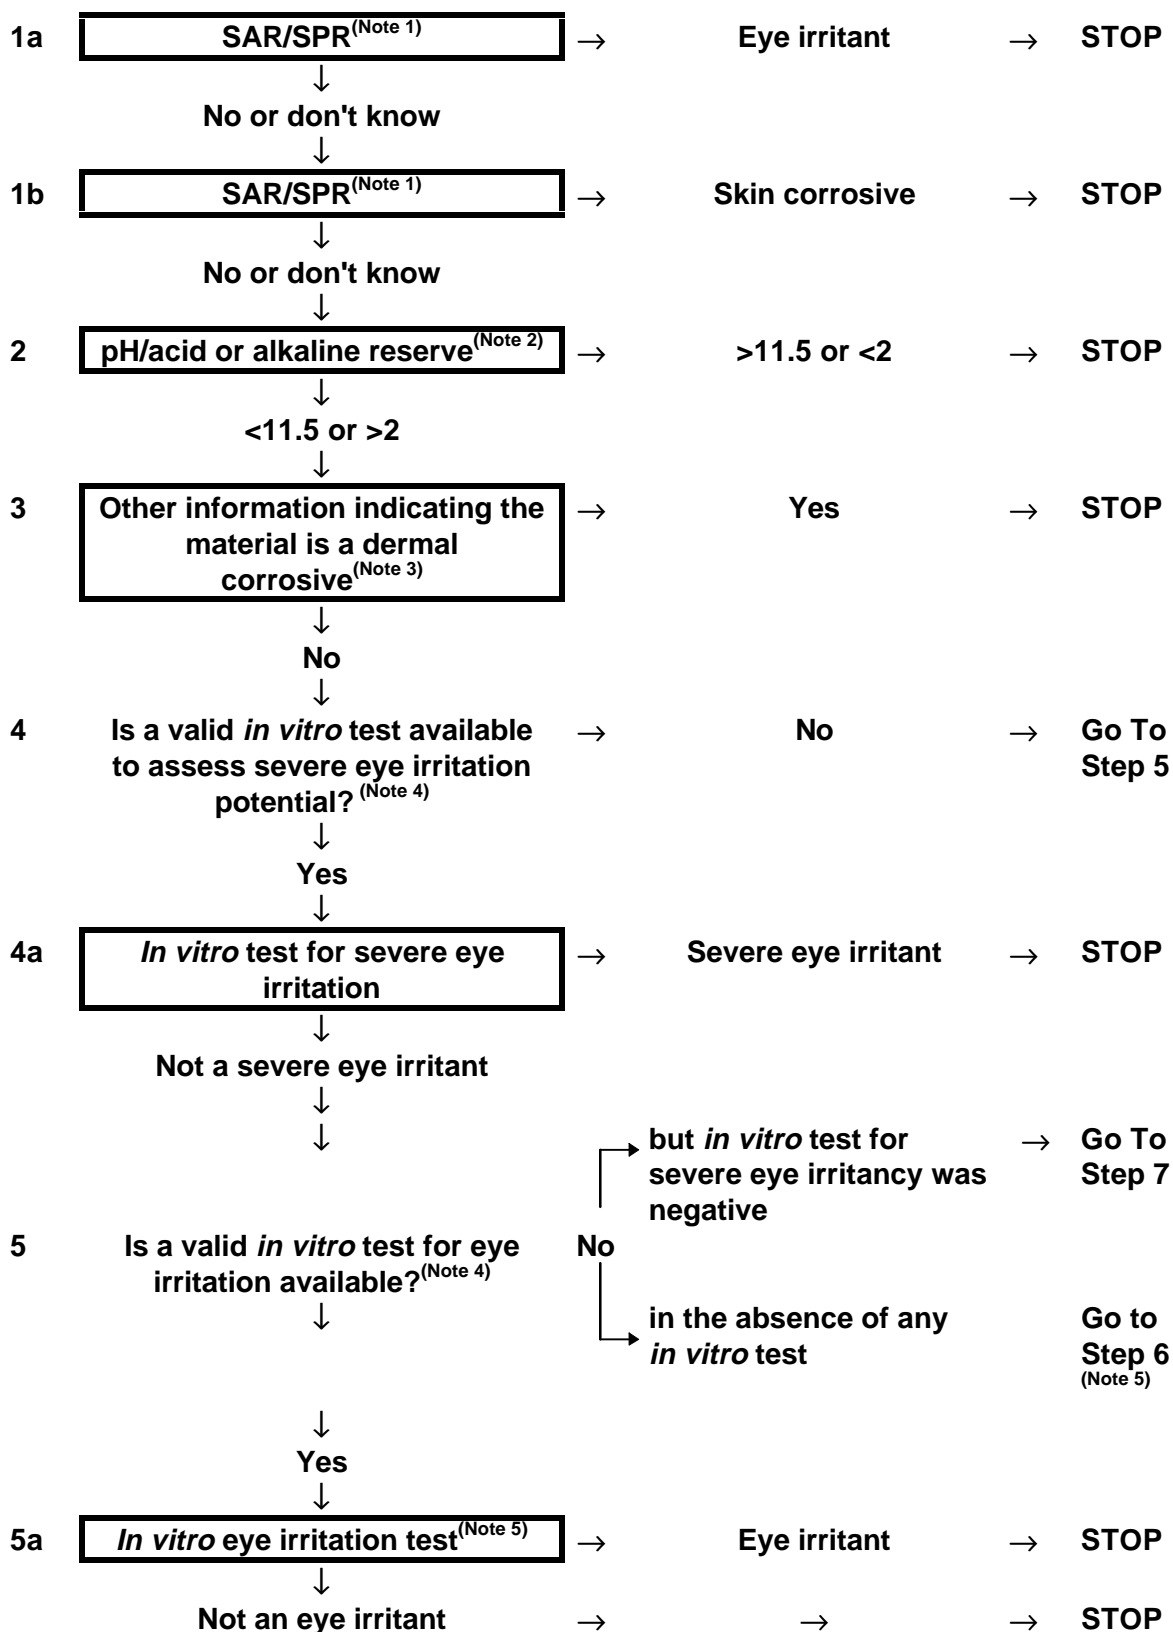 1a SAR/SPR(Note 1) → Eye irritant → STOP
↓
No or don't know
↓
1b SAR/SPR(Note 1) → Skin corrosive → STOP
↓
No or don't know
↓
2 pH/acid or alkaline reserve(Note 2) → >11.5 or <2 → STOP
↓
<11.5 or >2
↓
3 Other information indicating the → Yes → STOP
material is a dermal
corrosive(Note 3)
↓
No
↓
4 Is a valid in vitro test available → No → Go To
to assess severe eye irritation Step 5
potential? (Note 4)
↓
Yes
↓
4a In vitro test for severe eye → Severe eye irritant → STOP
irritation
↓
Not a severe eye irritant
↓
↓
but in vitro test for → Go To
severe eye irritancy was Step 7
negative
5 Is a valid in vitro test for eye No
irritation available?(Note 4)
↓
in the absence of any Go to
in vitro test Step 6
(Note 5)
↓
Yes
↓
5a In vitro eye irritation test(Note 5) → Eye irritant → STOP
↓
Not an eye irritant → → → STOP